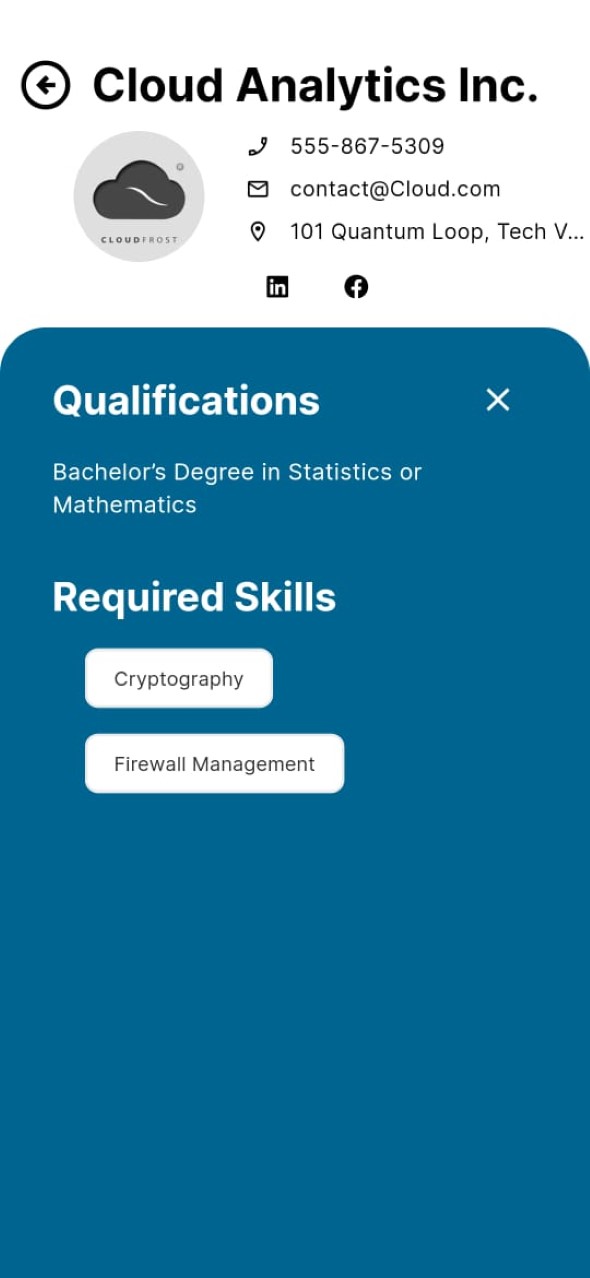 Cloud Analytics Inc.
555-867-5309
contact@Cloud.com
101 Quantum Loop, Tech V...
CLOUDFROST
Qualifications
Bachelor’s Degree in Statistics or
Mathematics
Required Skills
Cryptography
Firewall Management